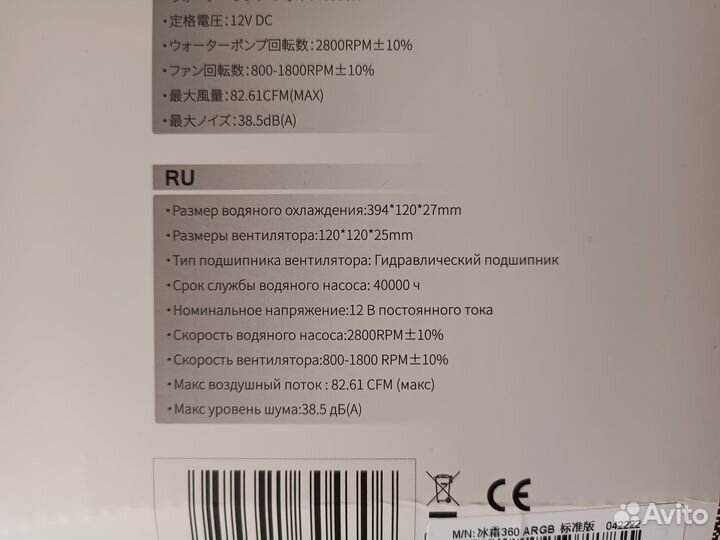 ・定格電圧:12V DC
・ウォーターポンプ回転数:2800RPM±10%
・ファン回転数:800-1800RPM±10%
・最大風量:82.61CFM(MAX)
・最大ノイズ:38.5dB(A)
RU
・Размер водяного охлаждения:394*120*27mm
・Размеры вентилятора:120*120*25mm
・Тип подшипника вентилятора: Гидравлический подшипник
・Срок службы водяного насоса: 40000 ч
・Номинальное напряжение:12 В постоянного тока
・Скорость водяного насоса:2800RPM±10%
・Скорость вентилятора:800-1800 RPM±10%
・Макс воздушный поток : 82.61 CFM (макс)
・Макс уровень шума:38.5 дБ(A)
CE
Avito
M/N:冰霜360 ARGB 标准版 042222